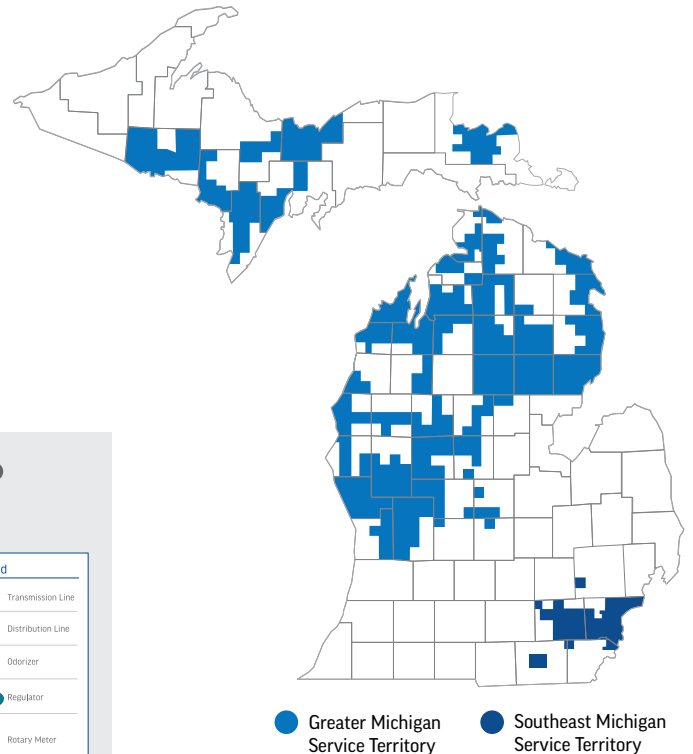 d
Transmission Line
Distribution Line
Odorizer
Regulator
Rotary Meter
Greater Michigan
Service Territory
Southeast Michigan
Service Territory